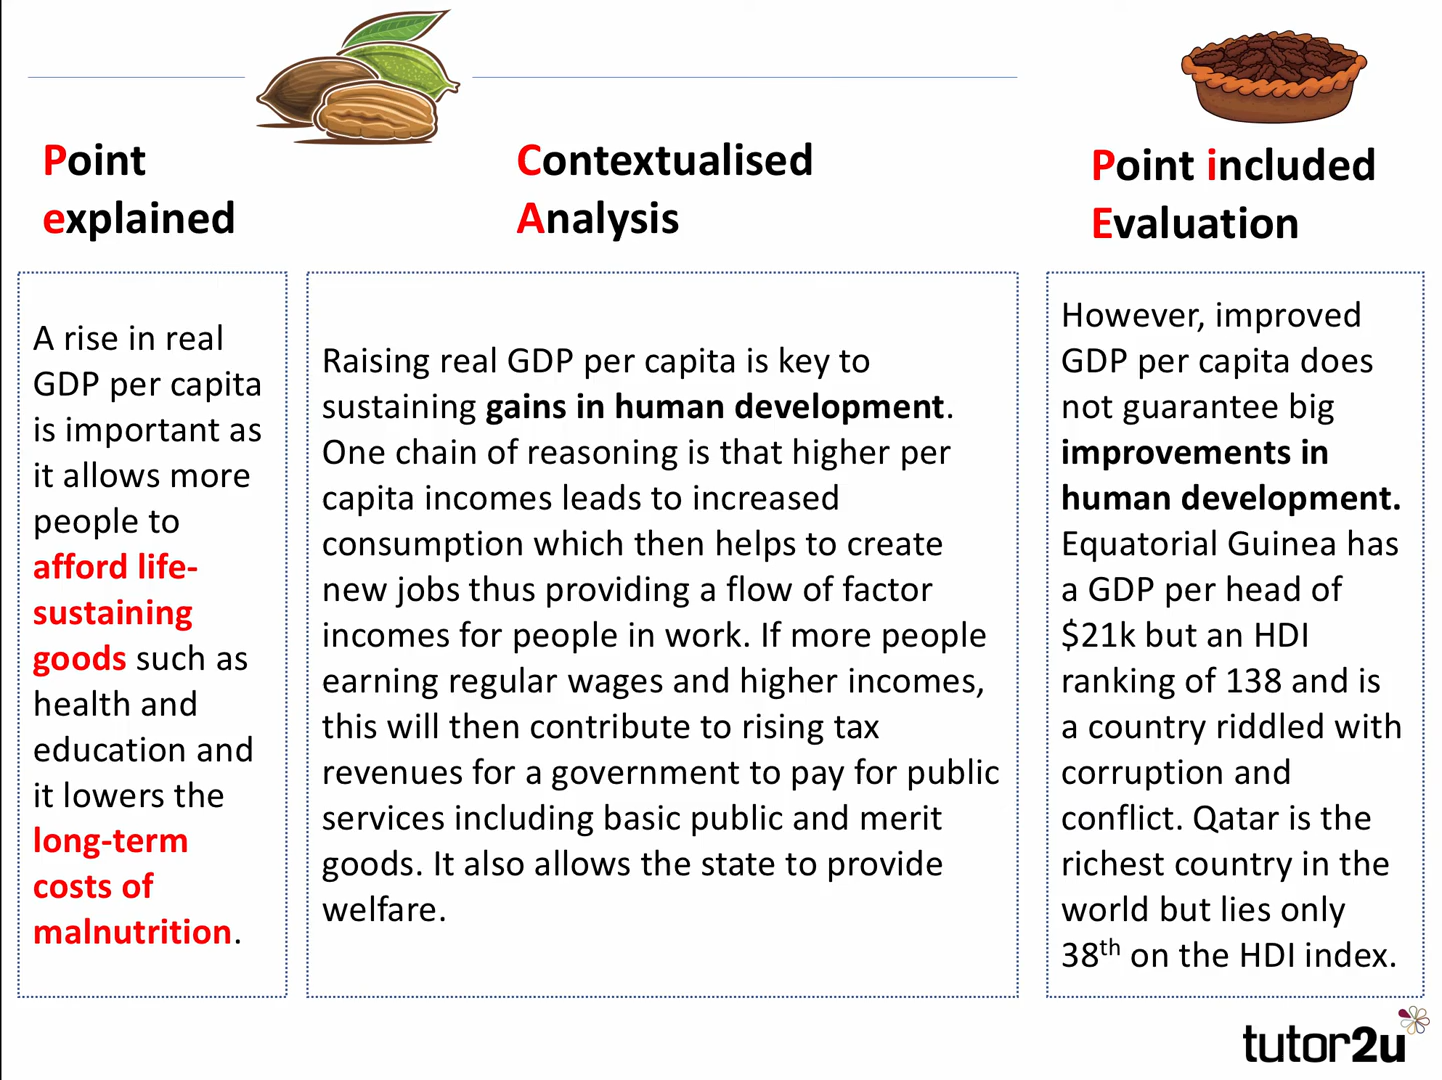 Point
explained
Contextualised
Analysis
Point included
Evaluation
A rise in real
GDP per capita
is important as
it allows more
people to
afford life-
sustaining
goods such as
health and
education and
it lowers the
long-term
costs of
malnutrition.
Raising real GDP per capita is key to
sustaining gains in human development.
One chain of reasoning is that higher per
capita incomes leads to increased
consumption which then helps to create
new jobs thus providing a flow of factor
incomes for people in work. If more people
earning regular wages and higher incomes,
this will then contribute to rising tax
revenues for a government to pay for public
services including basic public and merit
goods. It also allows the state to provide
welfare.
However, improved
GDP per capita does
not guarantee big
improvements in
human development.
Equatorial Guinea has
a GDP per head of
$21k but an HDI
ranking of 138 and is
a country riddled with
corruption and
conflict. Qatar is the
richest country in the
world but lies only
38th on the HDI index.
tutor2u